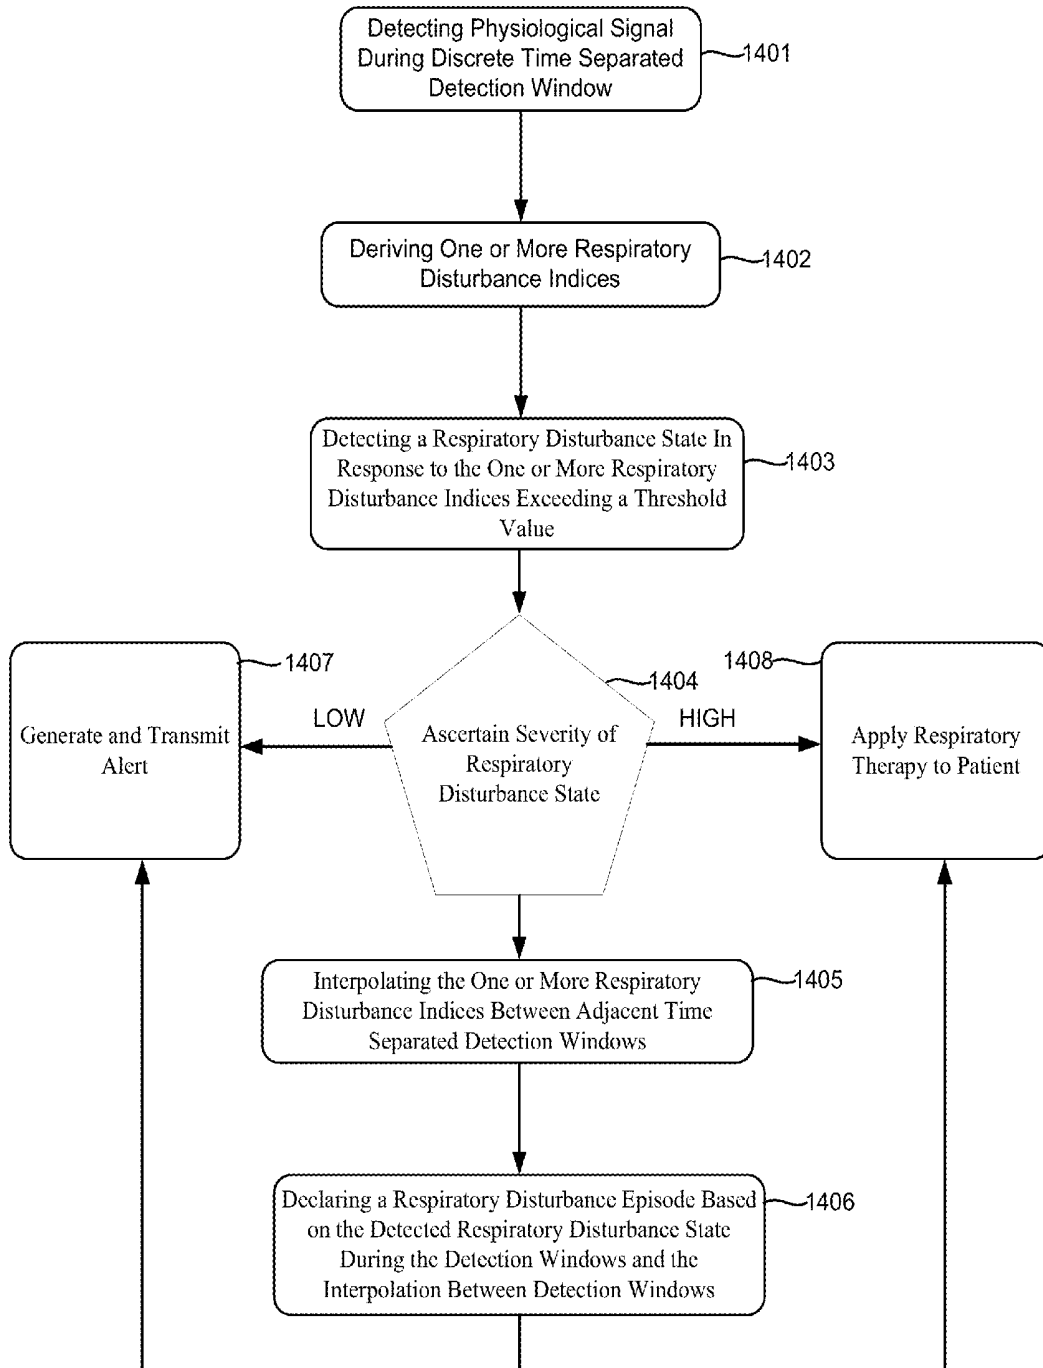 Detecting Physiological Signal
During Discrete Time Separated
Detection Window
1401
Deriving One or More Respiratory
Disturbance Indices
1402
Detecting a Respiratory Disturbance State In
Response to the One or More Respiratory
Disturbance Indices Exceeding a Threshold
Value
1403
1407
Generate and Transmit
Alert
LOW
1404
Ascertain Severity of
Respiratory
Disturbance State
HIGH
1408
Apply Respiratory
Therapy to Patient
Interpolating the One or More Respiratory
Disturbance Indices Between Adjacent Time
Separated Detection Windows
1405
Declaring a Respiratory Disturbance Episode Based
on the Detected Respiratory Disturbance State
During the Detection Windows and the
Interpolation Between Detection Windows
1406